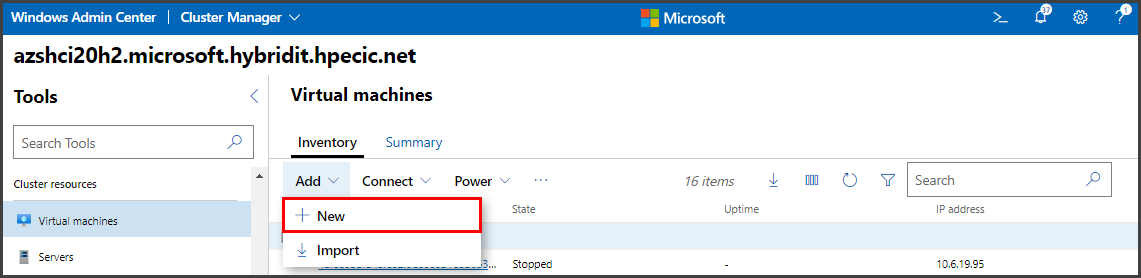 Windows Admin Center Cluster Manager Microsoft 37 1
azshci20h2.microsoft.hybridit.hpecic.net
Tools
Virtual machines
Search Tools
Inventory Summary
Cluster resources
Add Connect Power ... 16 items Search
New
State Uptime IP address
Virtual machines
Import
Servers
Stopped - 10.6.19.95